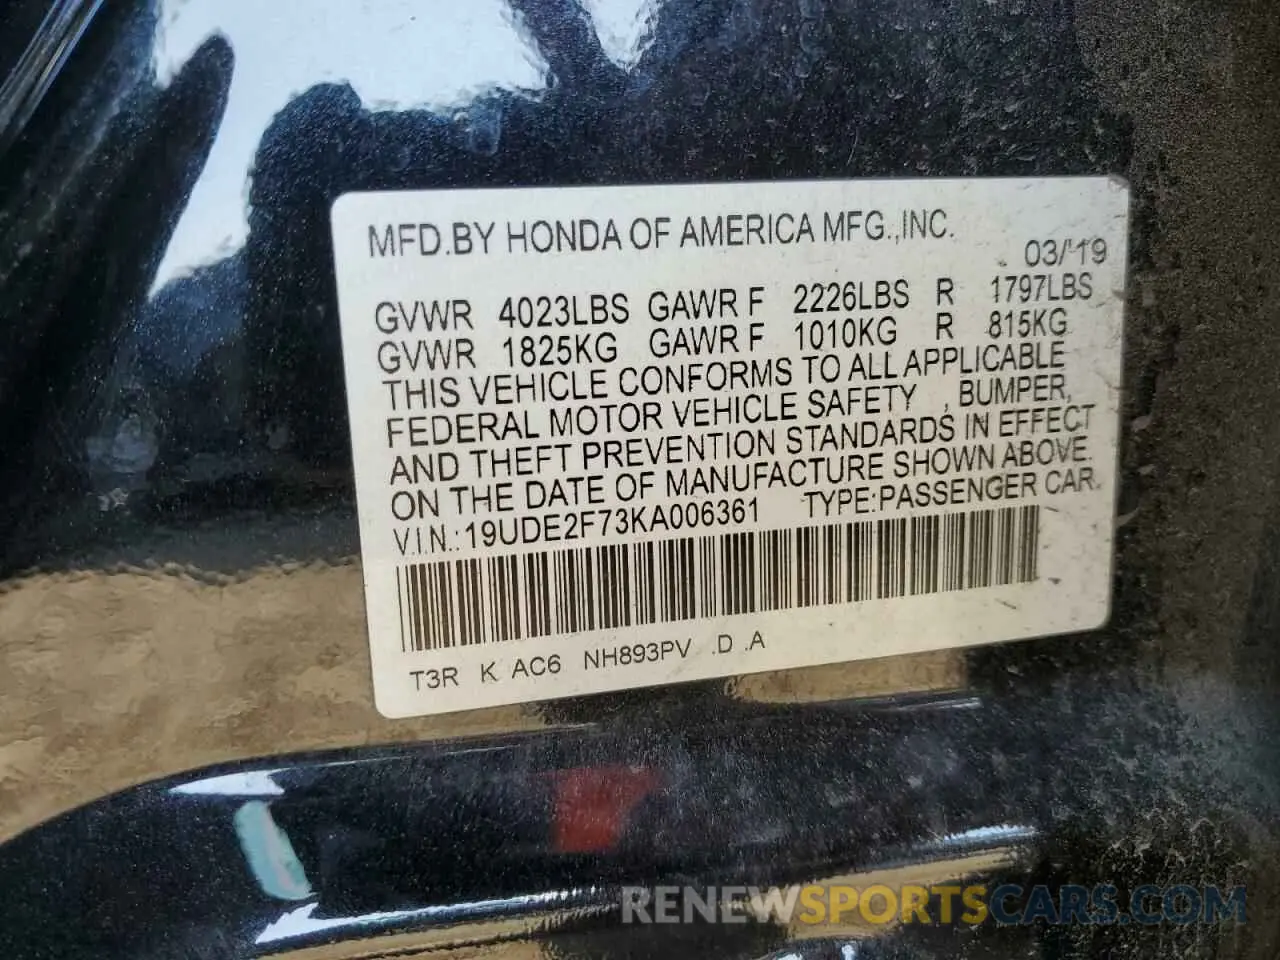 MFD.BY HONDA OF AMERICA MFG.,INC.
03/19
GVWR 4023LBS GAWR F 2226LBS R 1797LBS
GVWR 1825KG GAWR F 1010KG R 815KG
THIS VEHICLE CONFORMS TO ALL APPLICABLE
FEDERAL MOTOR VEHICLE SAFETY , BUMPER,
AND THEFT PREVENTION STANDARDS IN EFFECT
ON THE DATE OF MANUFACTURE SHOWN ABOVE.
V.I.N.: 19UDE2F73KA006361 TYPE:PASSENGER CAR
T3R K AC6 NH893PV .D .A
RENEWSPORTSCARS.COM